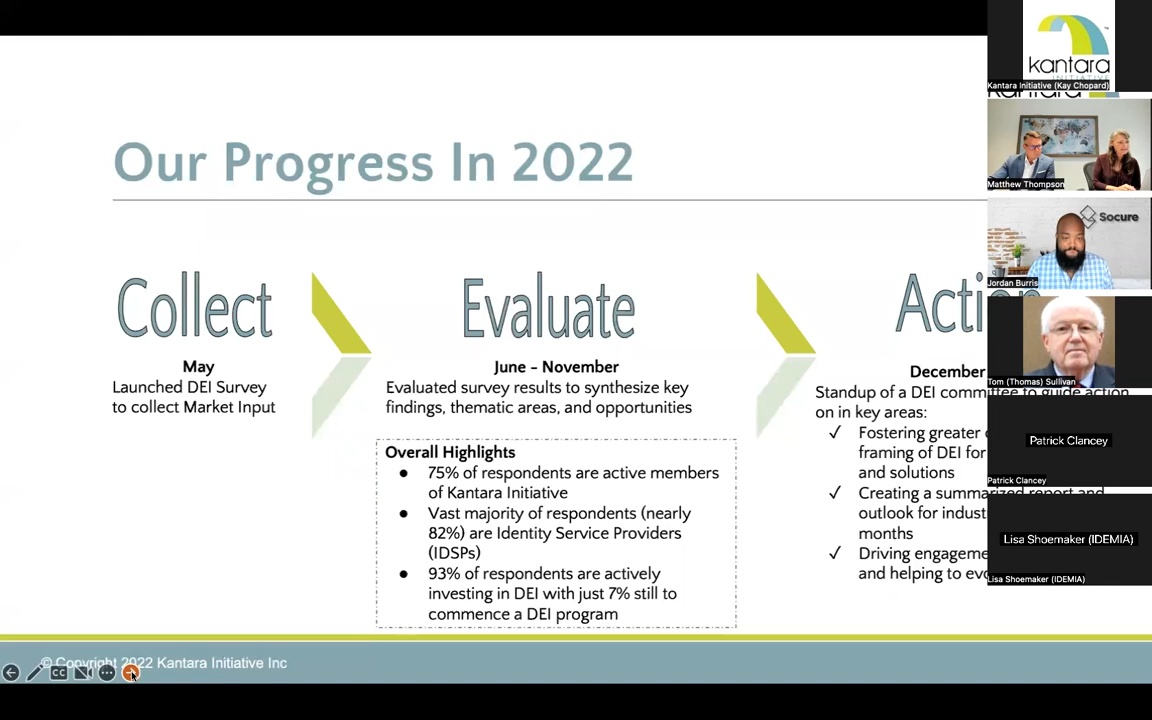 Our Progress In 2022
Collect
May
Launched DEI Survey
to collect Market Input
Evaluate
June – November
Evaluated survey results to synthesize key
findings, thematic areas, and opportunities
Overall Highlights
● 75% of respondents are active members
of Kantara Initiative
● Vast majority of respondents (nearly
82%) are Identity Service Providers
(IDSPs)
● 93% of respondents are actively
investing in DEI with just 7% still to
commence a DEI program
Action
December
Standup of a DEI committee to guide action
on in key areas:
✓ Fostering greater
framing of DEI for
and solutions
✓ Creating a summarized report and
outlook for
months
✓ Driving
and helping to
© Copyright 2022 Kantara Initiative Inc
CC
kantara
INITIATIVE
Kantara Initiative (Kay Chopard)
Matthew Thompson
Socure
Jordan Burris
Tom (Thomas) Sullivan
Patrick Clancey
Patrick Clancey
Lisa Shoemaker (IDEMIA)
Lisa Shoemaker (IDEMIA)